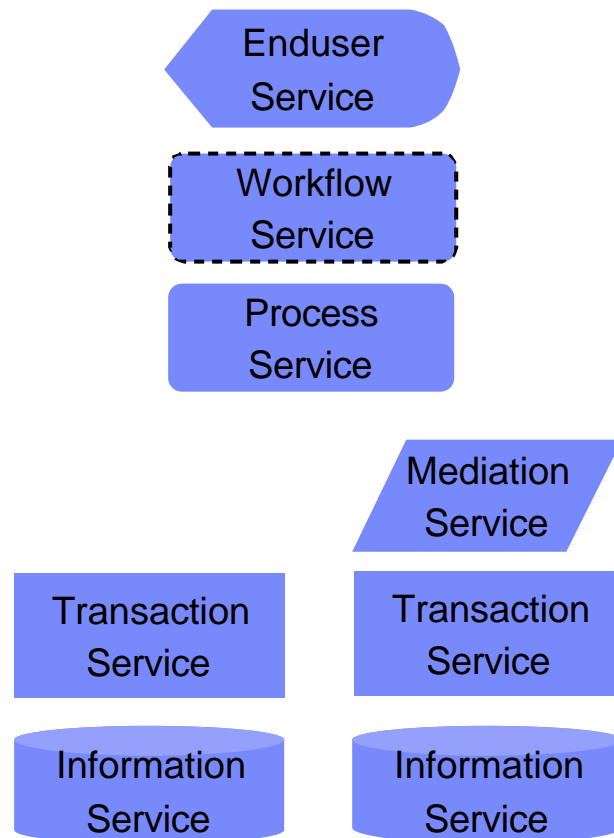 Enduser
Service
Workflow
Service
Process
Service
Mediation
Service
Transaction
Service
Transaction
Service
Information
Service
Information
Service